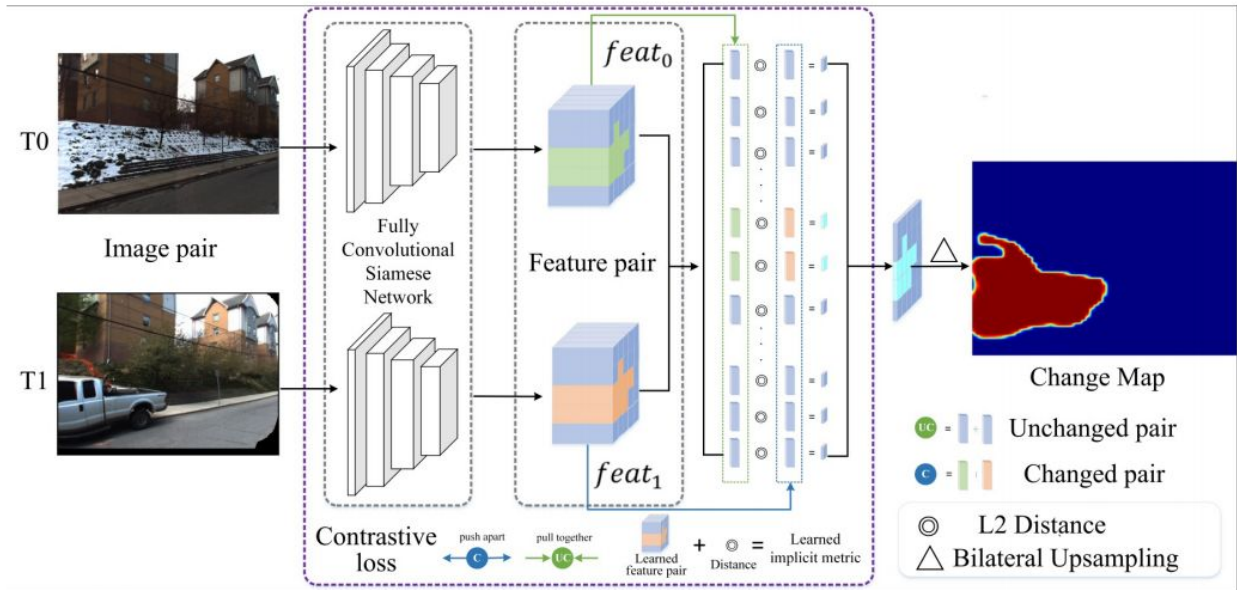 T0
Image pair
T1
Fully
Convolutional
Siamese
Network
feat0
Feature pair
feat1
=
=
=
=
=
=
=
=
=
Change Map
UC = Unchanged pair
C = Changed pair
L2 Distance
Bilateral Upsampling
Contrastive
loss
push apart
C
pull together
UC
Learned
feature pair
+
Distance
=
Learned
implicit metric